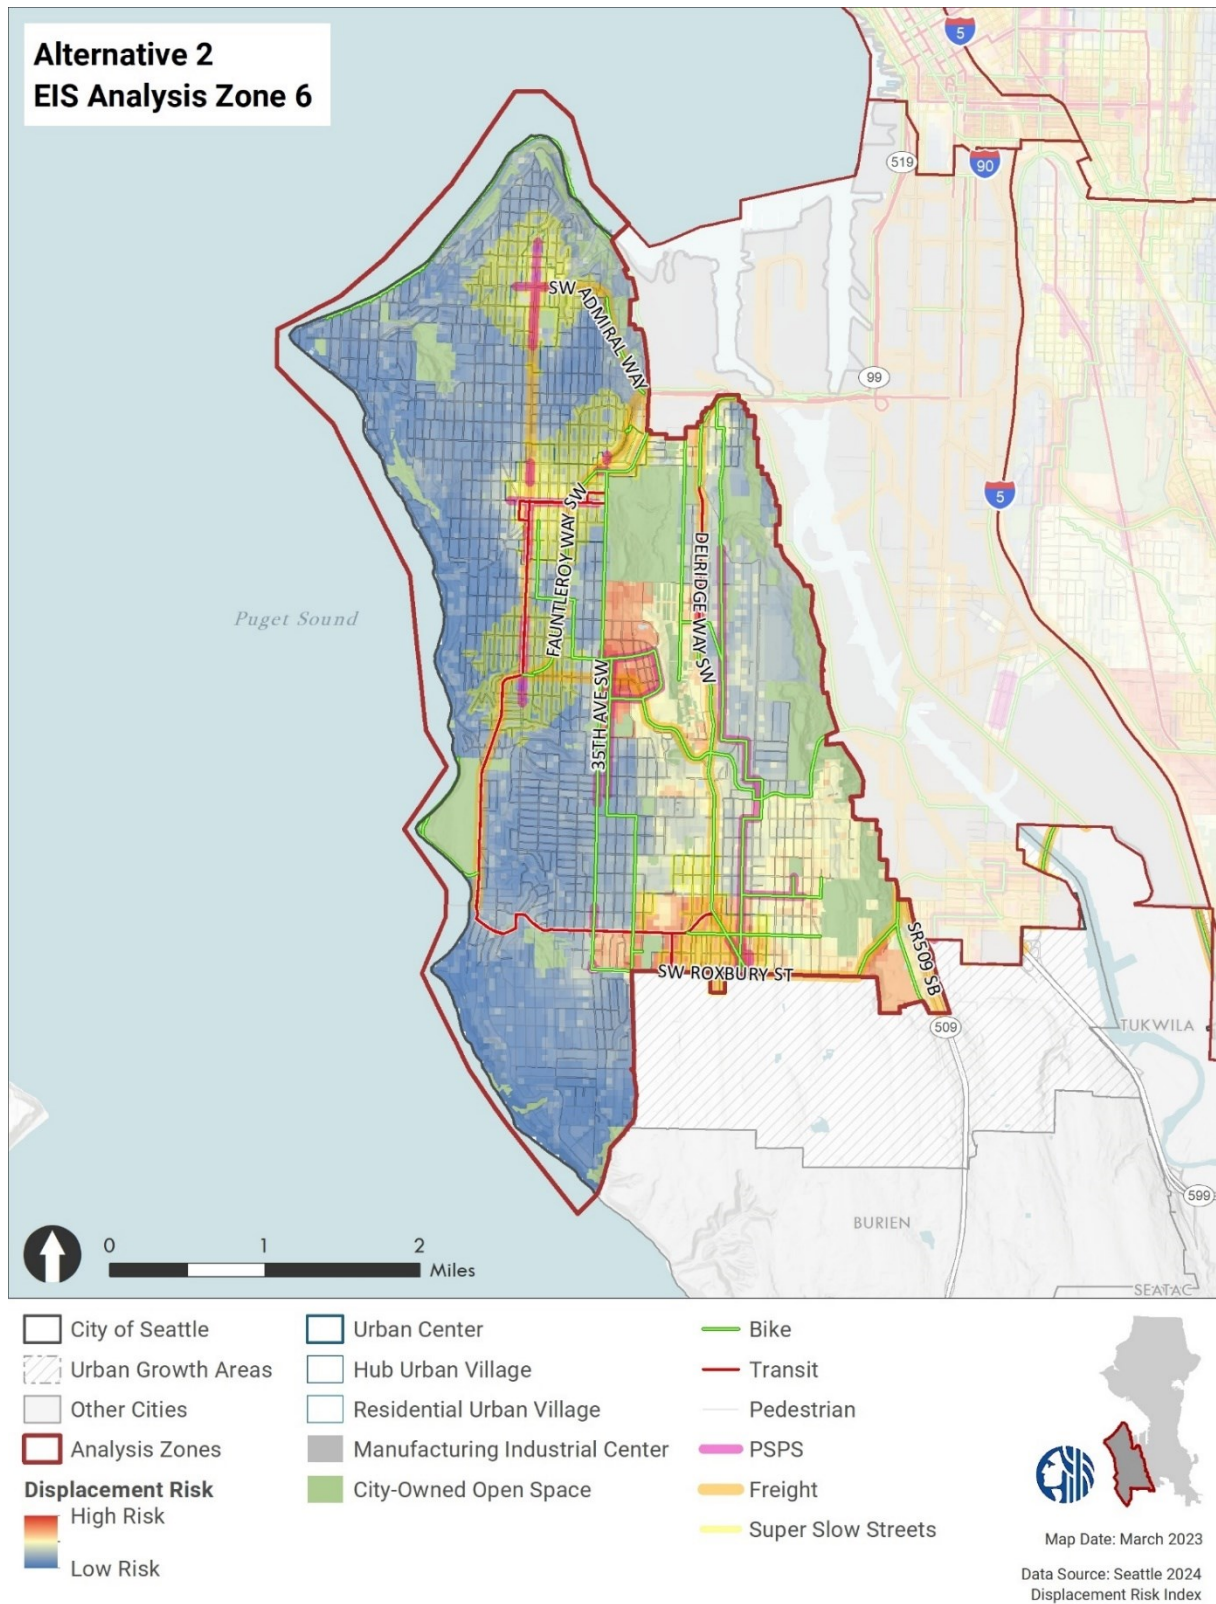 Alternative 2
EIS Analysis Zone 6
5
519
90
SW ADMIRAL WAY
99
5
FAUNTLEROY WAY SW
DELRIDGE WAY SW
Puget Sound
35TH AVE SW
SR509 SB
SW ROXBURY ST
509
TUKWILA
599
BURIEN
SEATAC
0 1 2
Miles
City of Seattle
Urban Growth Areas
Other Cities
Analysis Zones
Displacement Risk
High Risk
Low Risk
Urban Center
Hub Urban Village
Residential Urban Village
Manufacturing Industrial Center
City-Owned Open Space
Bike
Transit
Pedestrian
PSPS
Freight
Super Slow Streets
Map Date: March 2023
Data Source: Seattle 2024
Displacement Risk Index